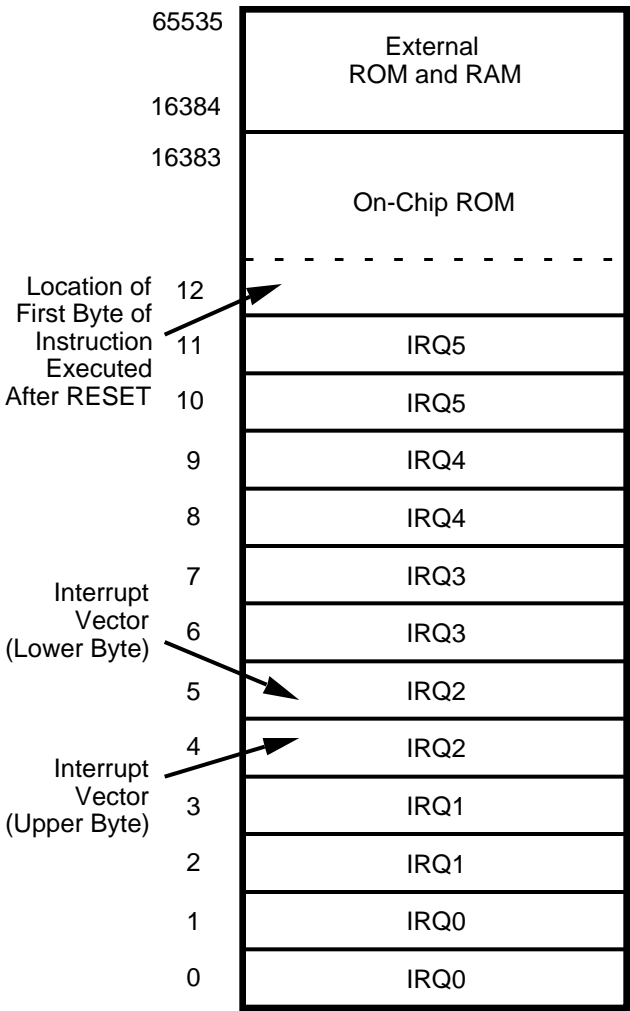 65535
External
ROM and RAM
16384
16383
On-Chip ROM
Location of
First Byte of
Instruction
Executed
After RESET
12
11 IRQ5
10 IRQ5
9 IRQ4
8 IRQ4
7 IRQ3
Interrupt
Vector
(Lower Byte)
6 IRQ3
5 IRQ2
4 IRQ2
Interrupt
Vector
(Upper Byte)
3 IRQ1
2 IRQ1
1 IRQ0
0 IRQ0